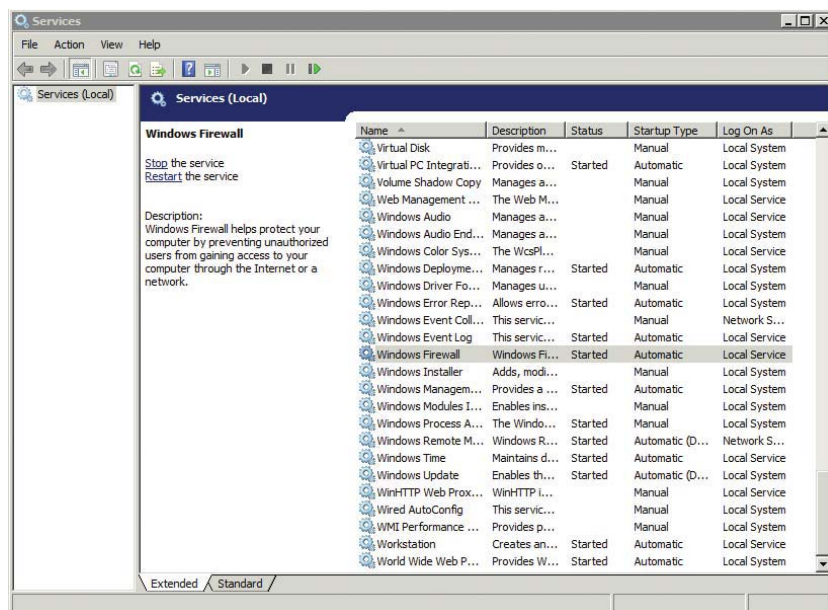 Services
File Action View Help
Services (Local)
Services (Local)
Windows Firewall
Stop the service
Restart the service
Description:
Windows Firewall helps protect your
computer by preventing unauthorized
users from gaining access to your
computer through the Internet or a
network.
Name Description Status Startup Type Log On As
Virtual Disk Provides m... Manual Local System
Virtual PC Integrati... Provides o... Started Automatic Local System
Volume Shadow Copy Manages a... Manual Local System
Web Management ... The Web M... Manual Local Service
Windows Audio Manages a... Manual Local Service
Windows Audio End... Manages a... Manual Local System
Windows Color Sys... The WcsPl... Manual Local Service
Windows Deployme... Manages r... Started Automatic Local System
Windows Driver Fo... Manages u... Manual Local System
Windows Error Rep... Allows erro... Started Automatic Local System
Windows Event Coll... This servic... Manual Network S...
Windows Event Log This servic... Started Automatic Local Service
Windows Firewall Windows Fi... Started Automatic Local Service
Windows Installer Adds, modi... Manual Local System
Windows Managem... Provides a ... Started Automatic Local System
Windows Modules I... Enables ins... Manual Local System
Windows Process A... The Windo... Started Manual Local System
Windows Remote M... Windows R... Started Automatic (D... Network S...
Windows Time Maintains d... Started Automatic Local Service
Windows Update Enables th... Started Automatic (D... Local System
WinHTTP Web Prox... WinHTTP i... Manual Local Service
Wired AutoConfig This servic... Manual Local System
WMI Performance ... Provides p... Manual Local System
Workstation Creates an... Started Automatic Local Service
World Wide Web P... Provides W... Started Automatic Local System
Extended Standard